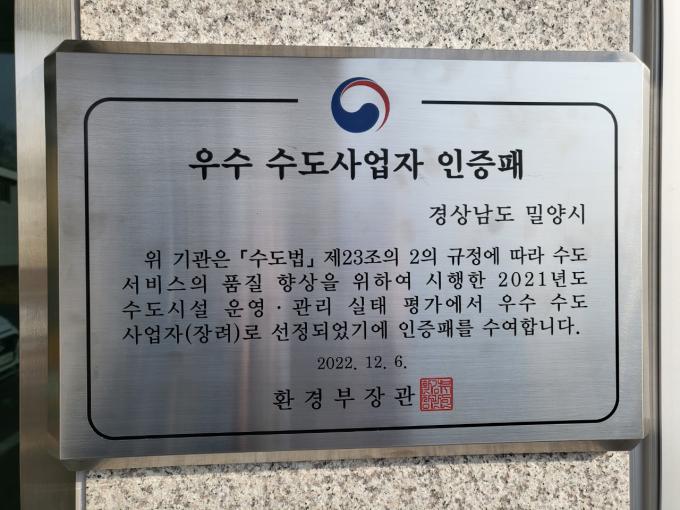 우수 수도사업자 인증패
경상남도 밀양시
위 기관은 「수도법」 제23조의 2의 규정에 따라 수도
서비스의 품질 향상을 위하여 시행한 2021년도
수도시설 운영·관리 실태 평가에서 우수 수도
사업자(장려)로 선정되었기에 인증패를 수여합니다.
2022. 12. 6.
환경부장관